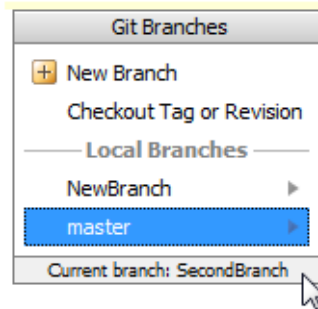 Git Branches
New Branch
Checkout Tag or Revision
Local Branches
NewBranch
master
Current branch: SecondBranch